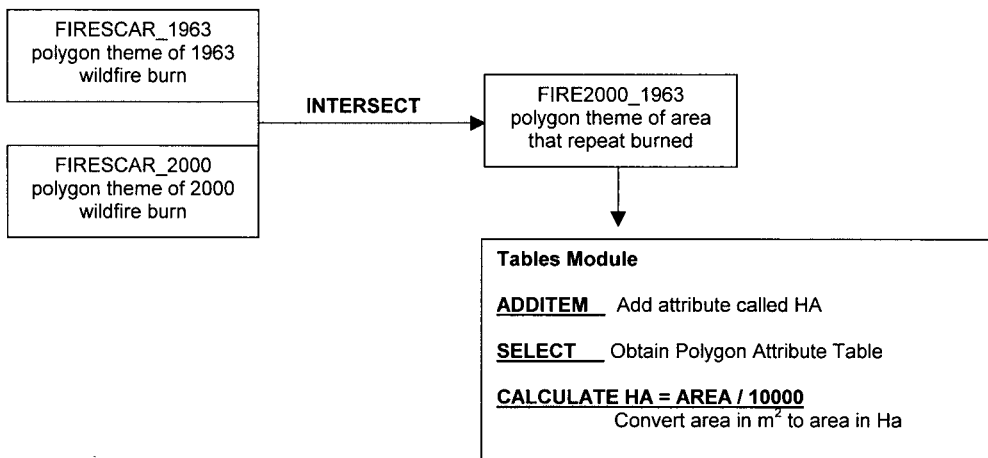 FIRESCAR_1963
polygon theme of 1963
wildfire burn
INTERSECT
FIRESCAR_2000
polygon theme of 2000
wildfire burn
FIRE2000_1963
polygon theme of area
that repeat burned
Tables Module
ADDITEM Add attribute called HA
SELECT Obtain Polygon Attribute Table
CALCULATE HA = AREA / 10000
Convert area in m² to area in Ha